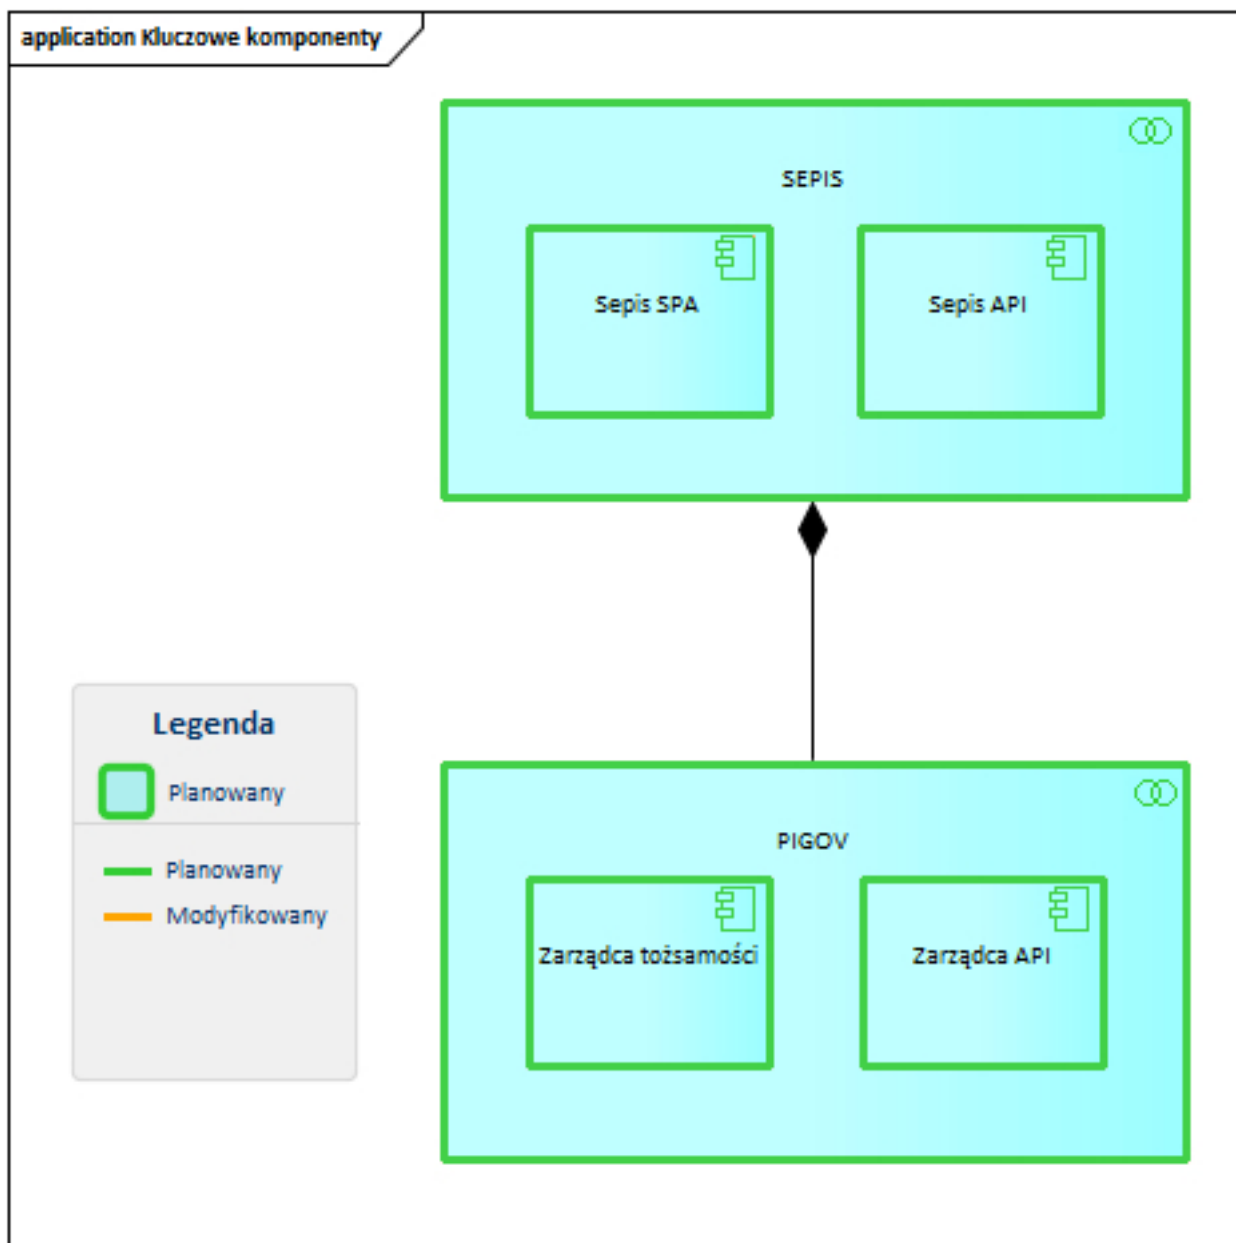 application Kluczowe komponenty
SEPIS
Sepis SPA
Sepis API
Legenda
Planowany
Planowany
Modyfikowany
PIGOV
Zarządca tożsamości
Zarządca API